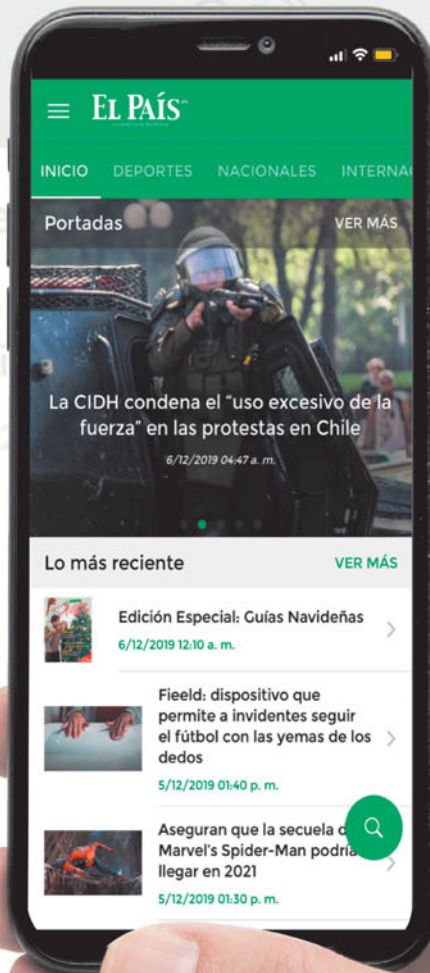 EL PAÍS
INICIO DEPORTES NACIONALES INTERNA
Portadas VER MÁS
La CIDH condena el “uso excesivo de la
fuerza” en las protestas en Chile
6/12/2019 04:47 a. m.
Lo más reciente VER MÁS
Edición Especial: Guías Navideñas
6/12/2019 12:10 a. m.
Fieeld: dispositivo que
permite a invidentes seguir
el fútbol con las yemas de los
dedos
5/12/2019 01:40 p. m.
Aseguran que la secuela d
Marvel's Spider-Man podría
llegar en 2021
5/12/2019 01:30 p. m.